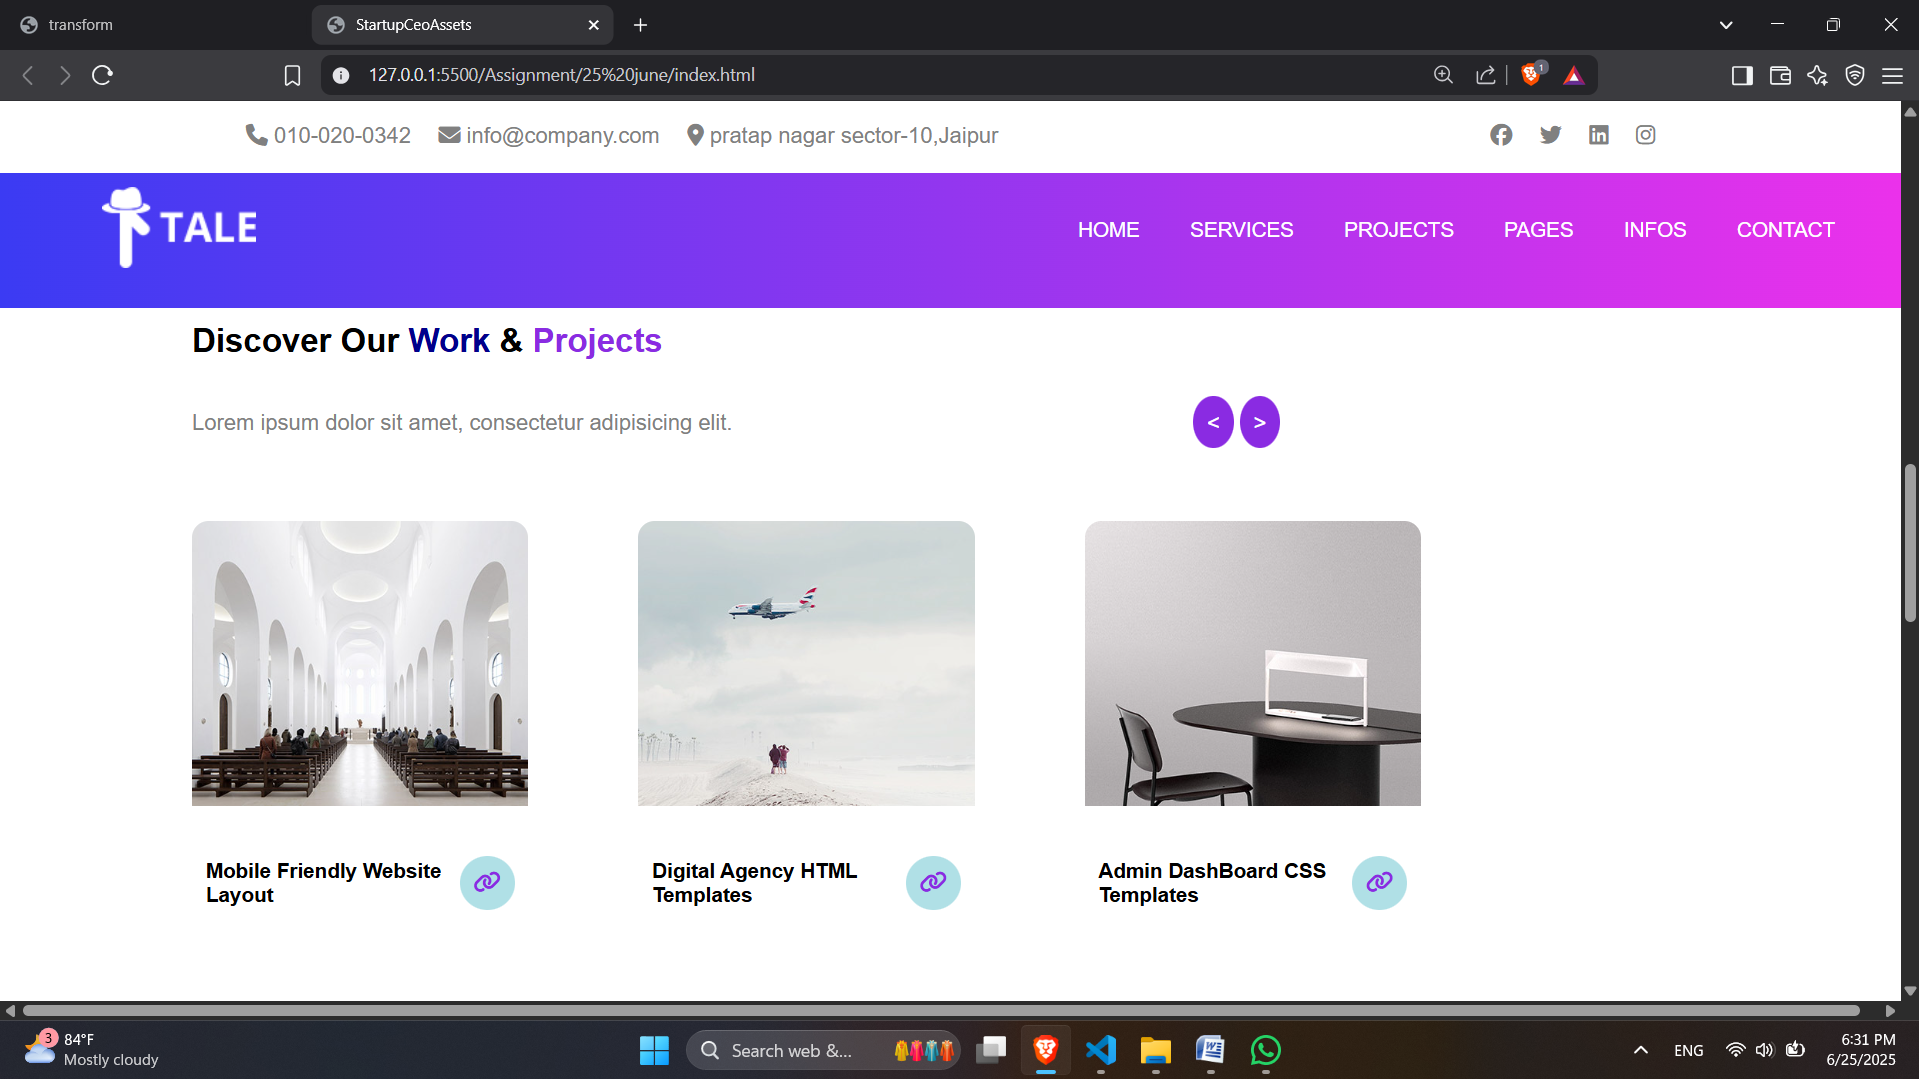 transform
StartupCeoAssets
127.0.0.1:5500/Assignment/25%20june/index.html
1
010-020-0342 info@company.com pratap nagar sector-10,Jaipur
TALE
HOME SERVICES PROJECTS PAGES INFOS CONTACT
Discover Our Work & Projects
Lorem ipsum dolor sit amet, consectetur adipisicing elit.
< >
Mobile Friendly Website
Layout
Digital Agency HTML
Templates
Admin DashBoard CSS
Templates
3
84°F
Mostly cloudy
Search web &...
ENG
6:31 PM
6/25/2025